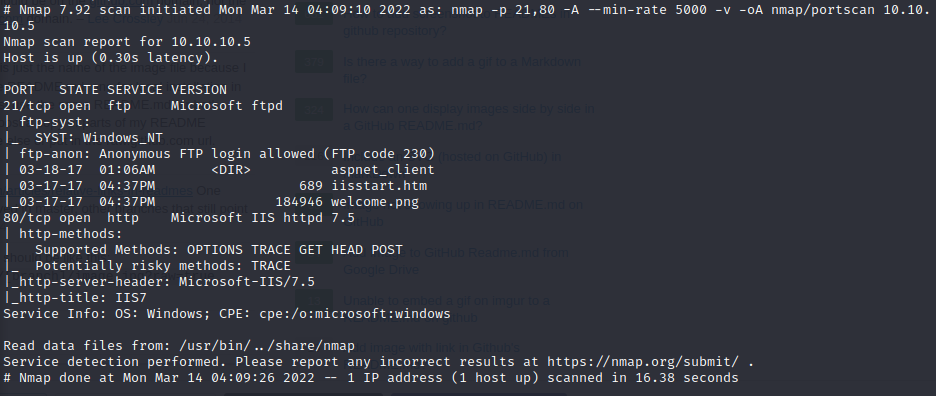 # Nmap 7.92 scan initiated Mon Mar 14 04:09:10 2022 as: nmap -p 21,80 -A --min-rate 5000 -v -oA nmap/portscan 10.10.
10.5
Nmap scan report for 10.10.10.5
Host is up (0.30s latency).
PORT   STATE SERVICE VERSION
21/tcp open  ftp     Microsoft ftpd
| ftp-syst:
|_  SYST: Windows_NT
| ftp-anon: Anonymous FTP login allowed (FTP code 230)
| 03-18-17  01:06AM       <DIR>          aspnet_client
| 03-17-17  04:37PM                  689 iisstart.htm
|_03-17-17  04:37PM               184946 welcome.png
80/tcp open  http    Microsoft IIS httpd 7.5
| http-methods:
|   Supported Methods: OPTIONS TRACE GET HEAD POST
|_  Potentially risky methods: TRACE
|_http-server-header: Microsoft-IIS/7.5
|_http-title: IIS7
Service Info: OS: Windows; CPE: cpe:/o:microsoft:windows
Read data files from: /usr/bin/../share/nmap
Service detection performed. Please report any incorrect results at https://nmap.org/submit/ .
# Nmap done at Mon Mar 14 04:09:26 2022 -- 1 IP address (1 host up) scanned in 16.38 seconds